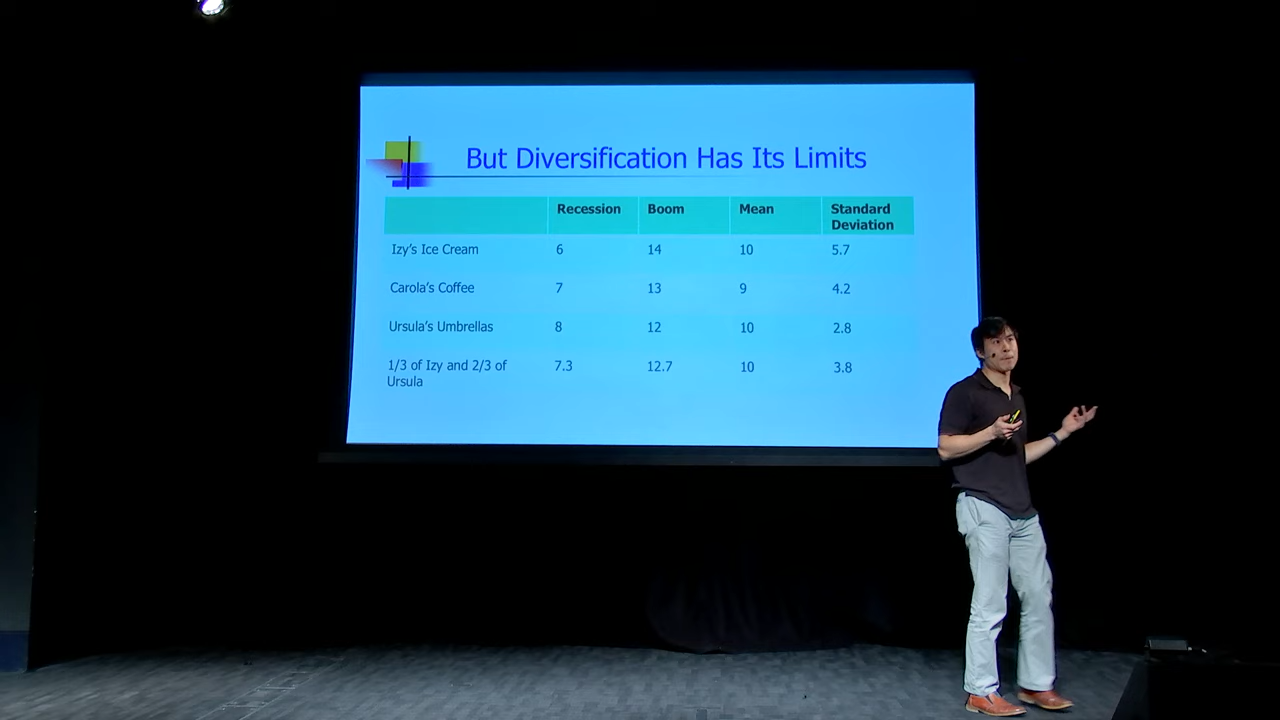 But Diversification Has Its Limits
Recession Boom Mean Standard Deviation
Izy's Ice Cream 6 14 10 5.7
Carola's Coffee 7 13 9 4.2
Ursula's Umbrellas 8 12 10 2.8
1/3 of Izy and 2/3 of Ursula 7.3 12.7 10 3.8